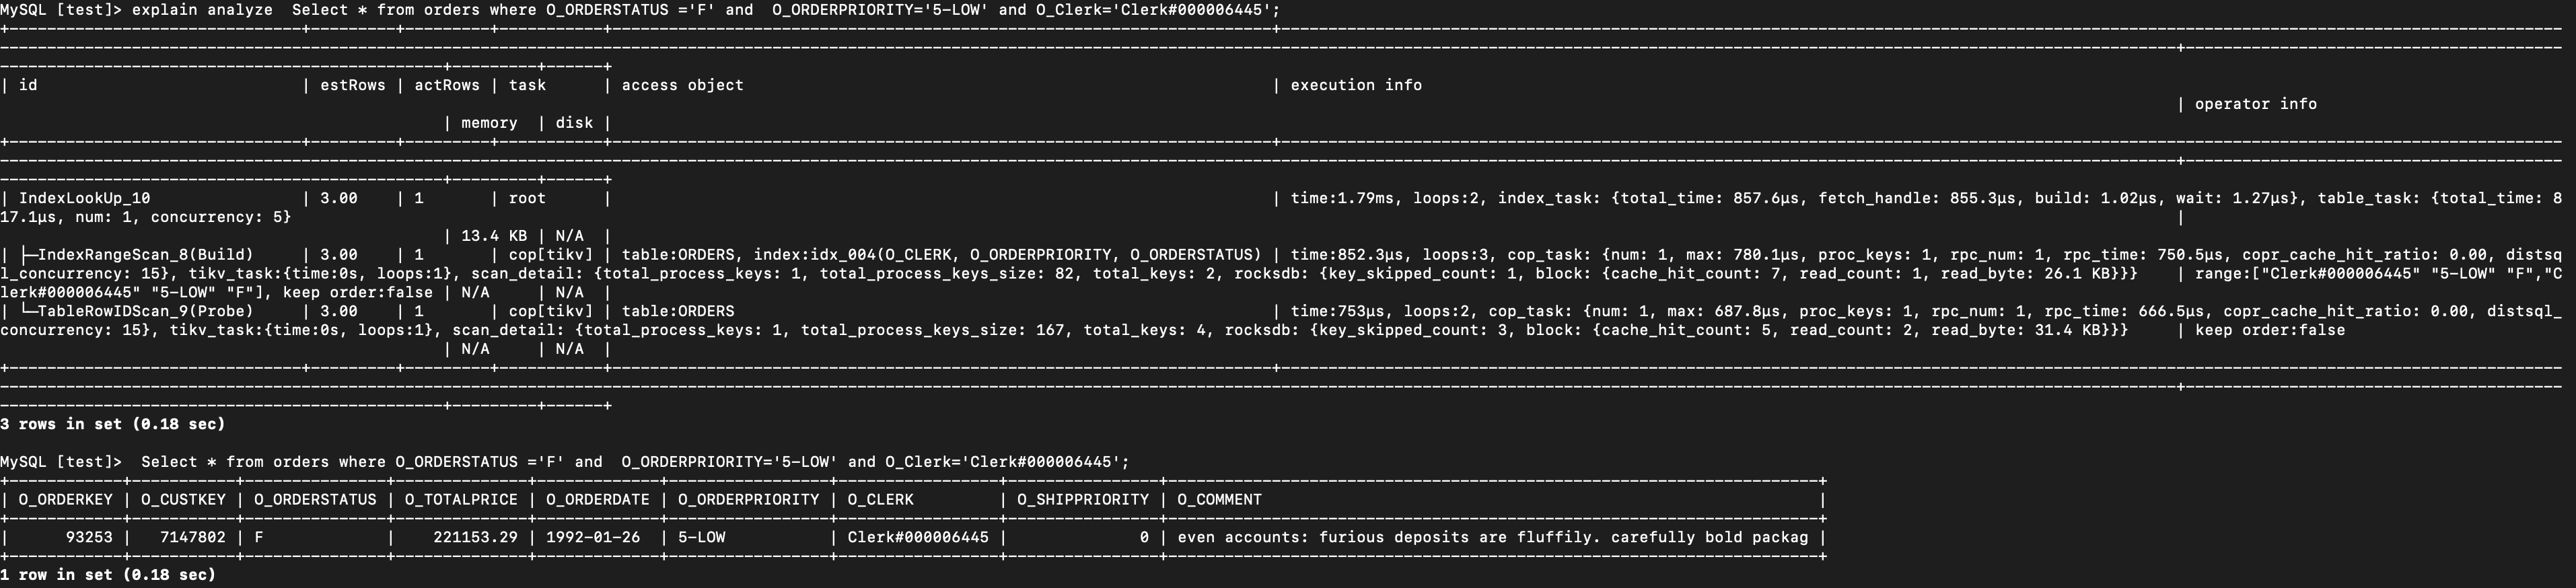 MySQL [test]> explain analyze  Select * from orders where O_ORDERSTATUS ='F' and  O_ORDERPRIORITY='5-LOW' and O_Clerk='Clerk#000006445';
| id | estRows | actRows | task | access object | execution info
| operator info
| memory | disk |
| IndexLookUp_10 | 3.00 | 1 | root | | time:1.79ms, loops:2, index_task: {total_time: 857.6µs, fetch_handle: 855.3µs, build: 1.02µs, wait: 1.27µs}, table_task: {total_time: 8
17.1µs, num: 1, concurrency: 5} |
| 13.4 KB | N/A |
| ├─IndexRangeScan_8(Build) | 3.00 | 1 | cop[tikv] | table:ORDERS, index:idx_004(O_CLERK, O_ORDERPRIORITY, O_ORDERSTATUS) | time:852.3µs, loops:3, cop_task: {num: 1, max: 780.1µs, proc_keys: 1, rpc_num: 1, rpc_time: 750.5µs, copr_cache_hit_ratio: 0.00, distsq
l_concurrency: 15}, tikv_task:{time:0s, loops:1}, scan_detail: {total_process_keys: 1, total_process_keys_size: 82, total_keys: 2, rocksdb: {key_skipped_count: 1, block: {cache_hit_count: 7, read_count: 1, read_byte: 26.1 KB}}} | range:["Clerk#000006445" "5-LOW" "F","C
lerk#000006445" "5-LOW" "F"], keep order:false | N/A | N/A |
| └─TableRowIDScan_9(Probe) | 3.00 | 1 | cop[tikv] | table:ORDERS | time:753µs, loops:2, cop_task: {num: 1, max: 687.8µs, proc_keys: 1, rpc_num: 1, rpc_time: 666.5µs, copr_cache_hit_ratio: 0.00, distsql_
concurrency: 15}, tikv_task:{time:0s, loops:1}, scan_detail: {total_process_keys: 1, total_process_keys_size: 167, total_keys: 4, rocksdb: {key_skipped_count: 3, block: {cache_hit_count: 5, read_count: 2, read_byte: 31.4 KB}}} | keep order:false
| N/A | N/A |
3 rows in set (0.18 sec)
MySQL [test]>  Select * from orders where O_ORDERSTATUS ='F' and  O_ORDERPRIORITY='5-LOW' and O_Clerk='Clerk#000006445';
| O_ORDERKEY | O_CUSTKEY | O_ORDERSTATUS | O_TOTALPRICE | O_ORDERDATE | O_ORDERPRIORITY | O_CLERK | O_SHIPPRIORITY | O_COMMENT |
| 93253 | 7147802 | F | 221153.29 | 1992-01-26 | 5-LOW | Clerk#000006445 | 0 | even accounts: furious deposits are fluffily. carefully bold packag |
1 row in set (0.18 sec)